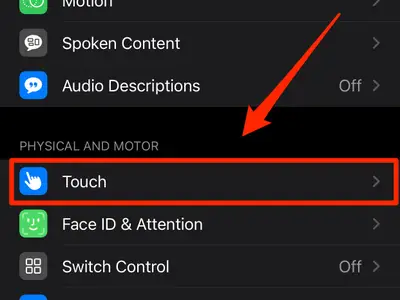 Motion
Spoken Content
Audio Descriptions Off
PHYSICAL AND MOTOR
Touch
Face ID & Attention
Switch Control Off